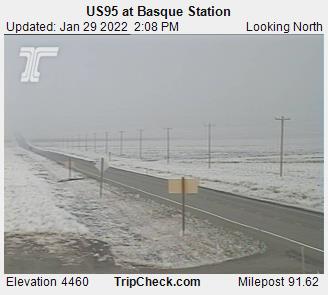 US95 at Basque Station
Updated: Jan 29 2022 2:08 PM Looking North
Elevation 4460 TripCheck.com Milepost 91.62